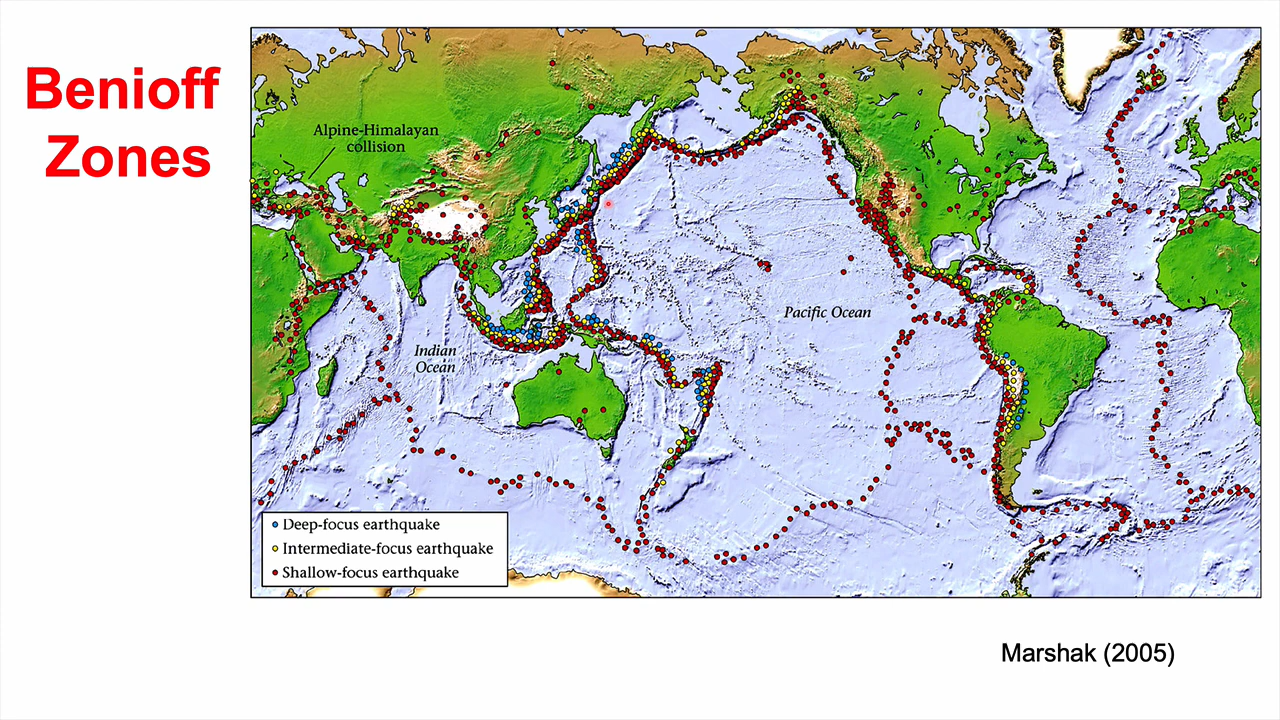 Benioff
Zones
Alpine-Himalayan
collision
Pacific Ocean
Indian
Ocean
Deep-focus earthquake
Intermediate-focus earthquake
Shallow-focus earthquake
Marshak (2005)